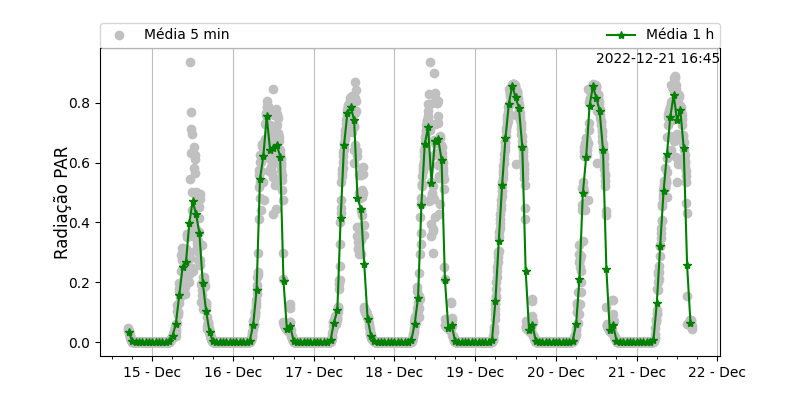 Média 5 min
Média 1 h
2022-12-21 16:45
Radiação PAR
0.8
0.6
0.4
0.2
0.0
15 - Dec
16 - Dec
17 - Dec
18 - Dec
19 - Dec
20 - Dec
21 - Dec
22 - Dec